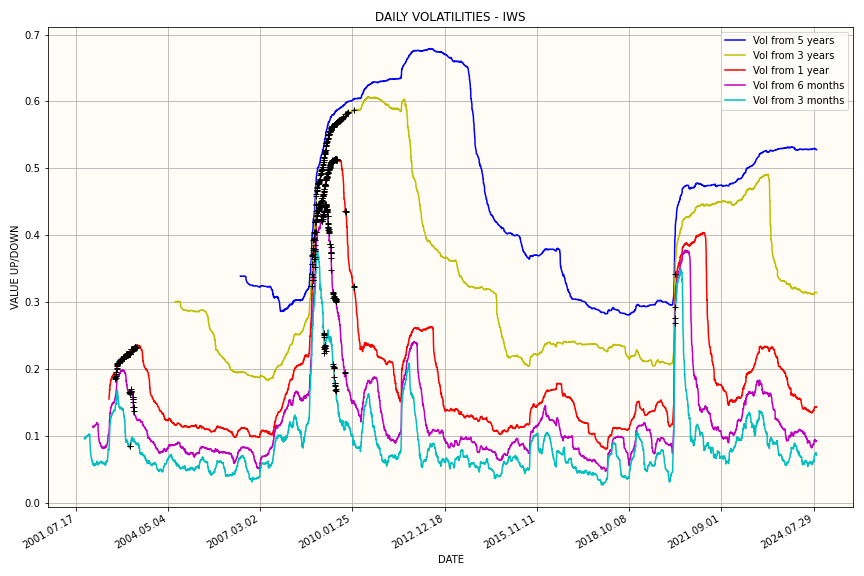 DAILY VOLATILITIES - IWS
Vol from 5 years
Vol from 3 years
Vol from 1 year
Vol from 6 months
Vol from 3 months
VALUE UP/DOWN
0.7
0.6
0.5
0.4
0.3
0.2
0.1
0.0
2001.07.17
2004.05.04
2007.03.02
2010.01.25
2012.12.18
2015.11.11
2018.10.08
2021.09.01
2024.07.29
DATE